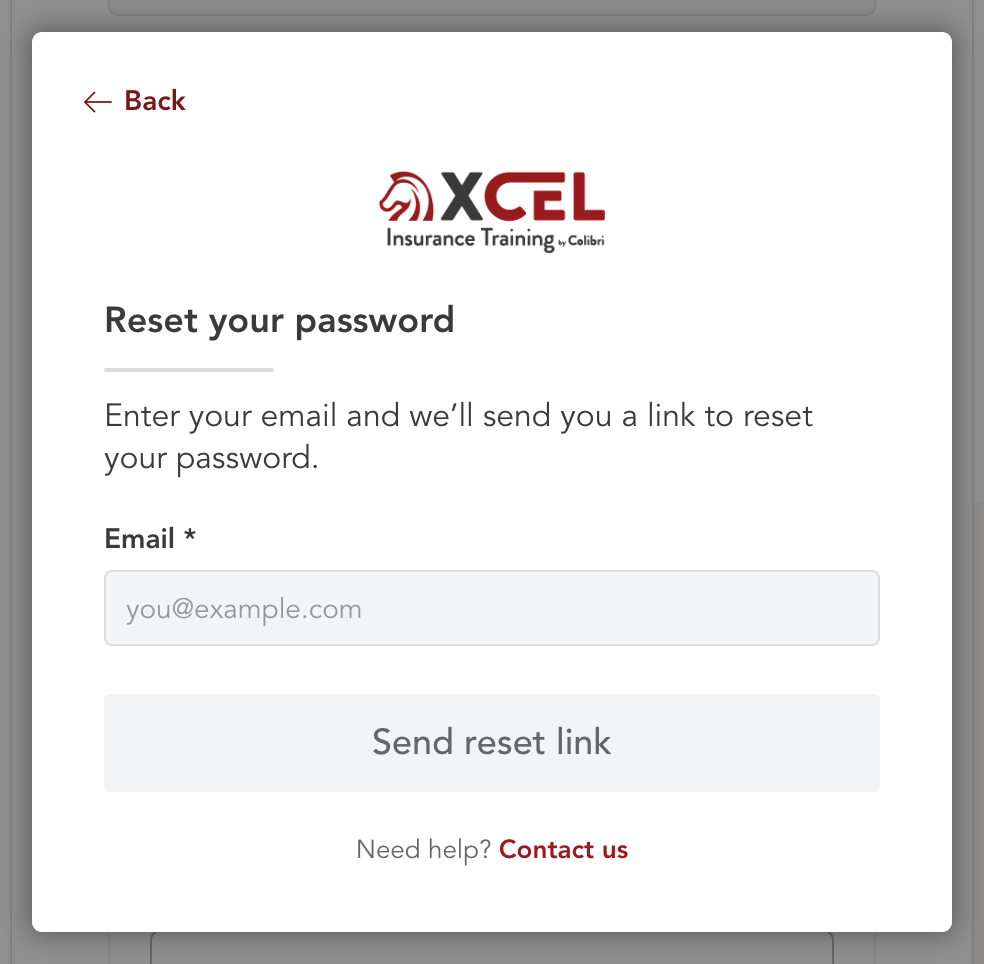 Back
XCEL
Insurance Training by Colibri
Reset your password
Enter your email and we’ll send you a link to reset
your password.
Email *
you@example.com
Send reset link
Need help? Contact us